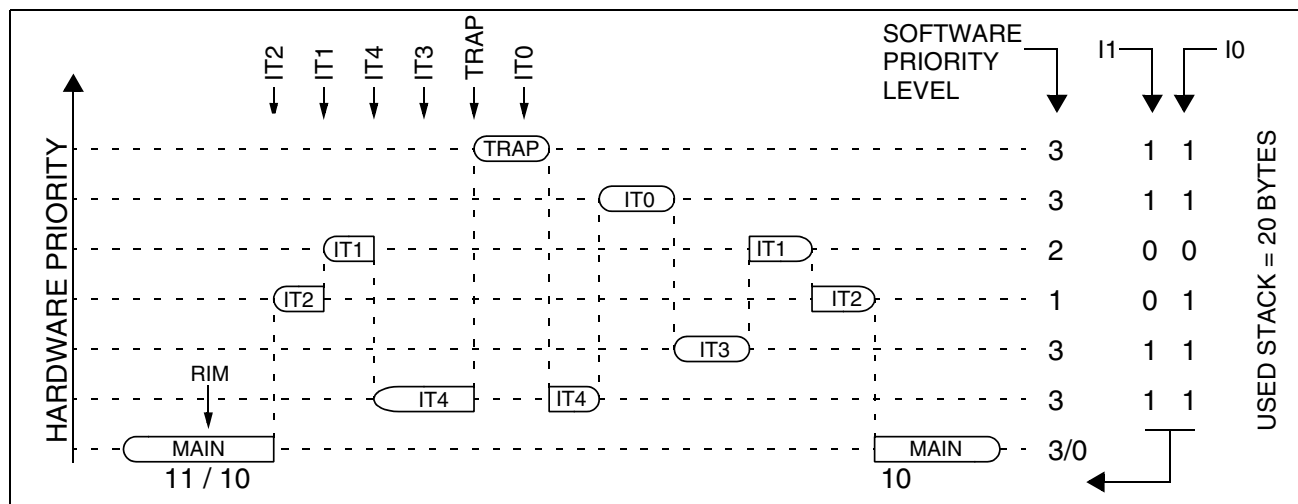 IT2
IT1
IT4
IT3
TRAP
IT0
SOFTWARE
PRIORITY
LEVEL
I1
I0
HARDWARE PRIORITY
USED STACK = 20 BYTES
TRAP
3
1 1
IT0
3
1 1
IT1
IT1
2
0 0
IT2
IT2
1
0 1
IT3
3
1 1
RIM
IT4
IT4
3
1 1
MAIN
MAIN
3/0
11 / 10
10